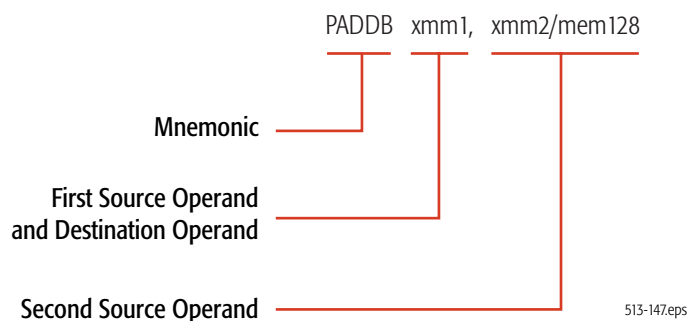 PADDB xmm1, xmm2/mem128
Mnemonic
First Source Operand
and Destination Operand
Second Source Operand
513-147.eps